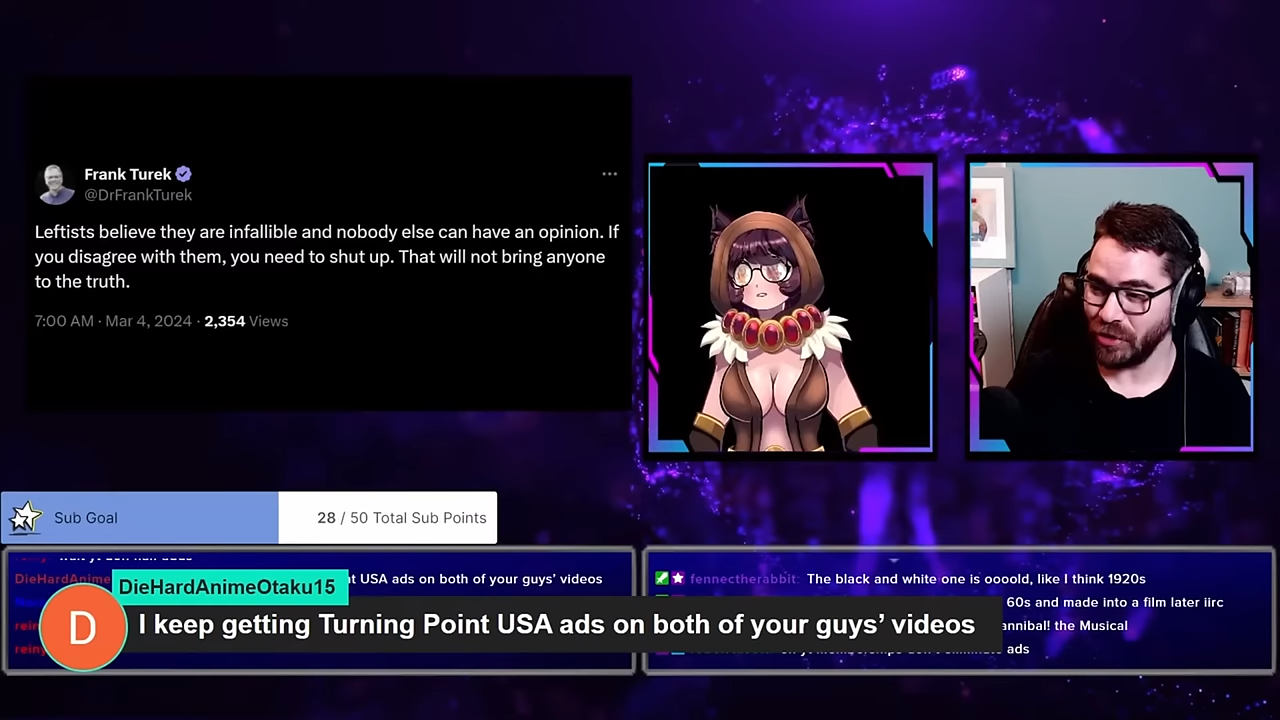 Frank Turek
@DrFrankTurek
Leftists believe they are infallible and nobody else can have an opinion. If
you disagree with them, you need to shut up. That will not bring anyone
to the truth.
7:00 AM · Mar 4, 2024 · 2,354 Views
Sub Goal
28 / 50 Total Sub Points
DieHardAnime
USA ads on both of your guys' videos
DieHardAnimeOtaku15
D
I keep getting Turning Point USA ads on both of your guys’ videos
fennectherabbit: The black and white one is oooold, like I think 1920s
60s and made into a film later iirc
the Musical
ads